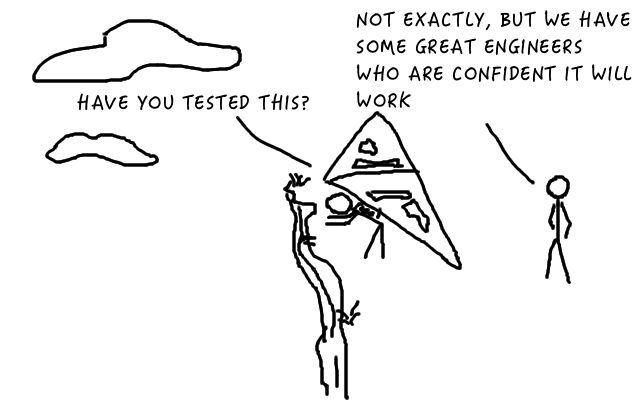 NOT EXACTLY, BUT WE HAVE
SOME GREAT ENGINEERS
WHO ARE CONFIDENT IT WILL
WORK
HAVE YOU TESTED THIS?